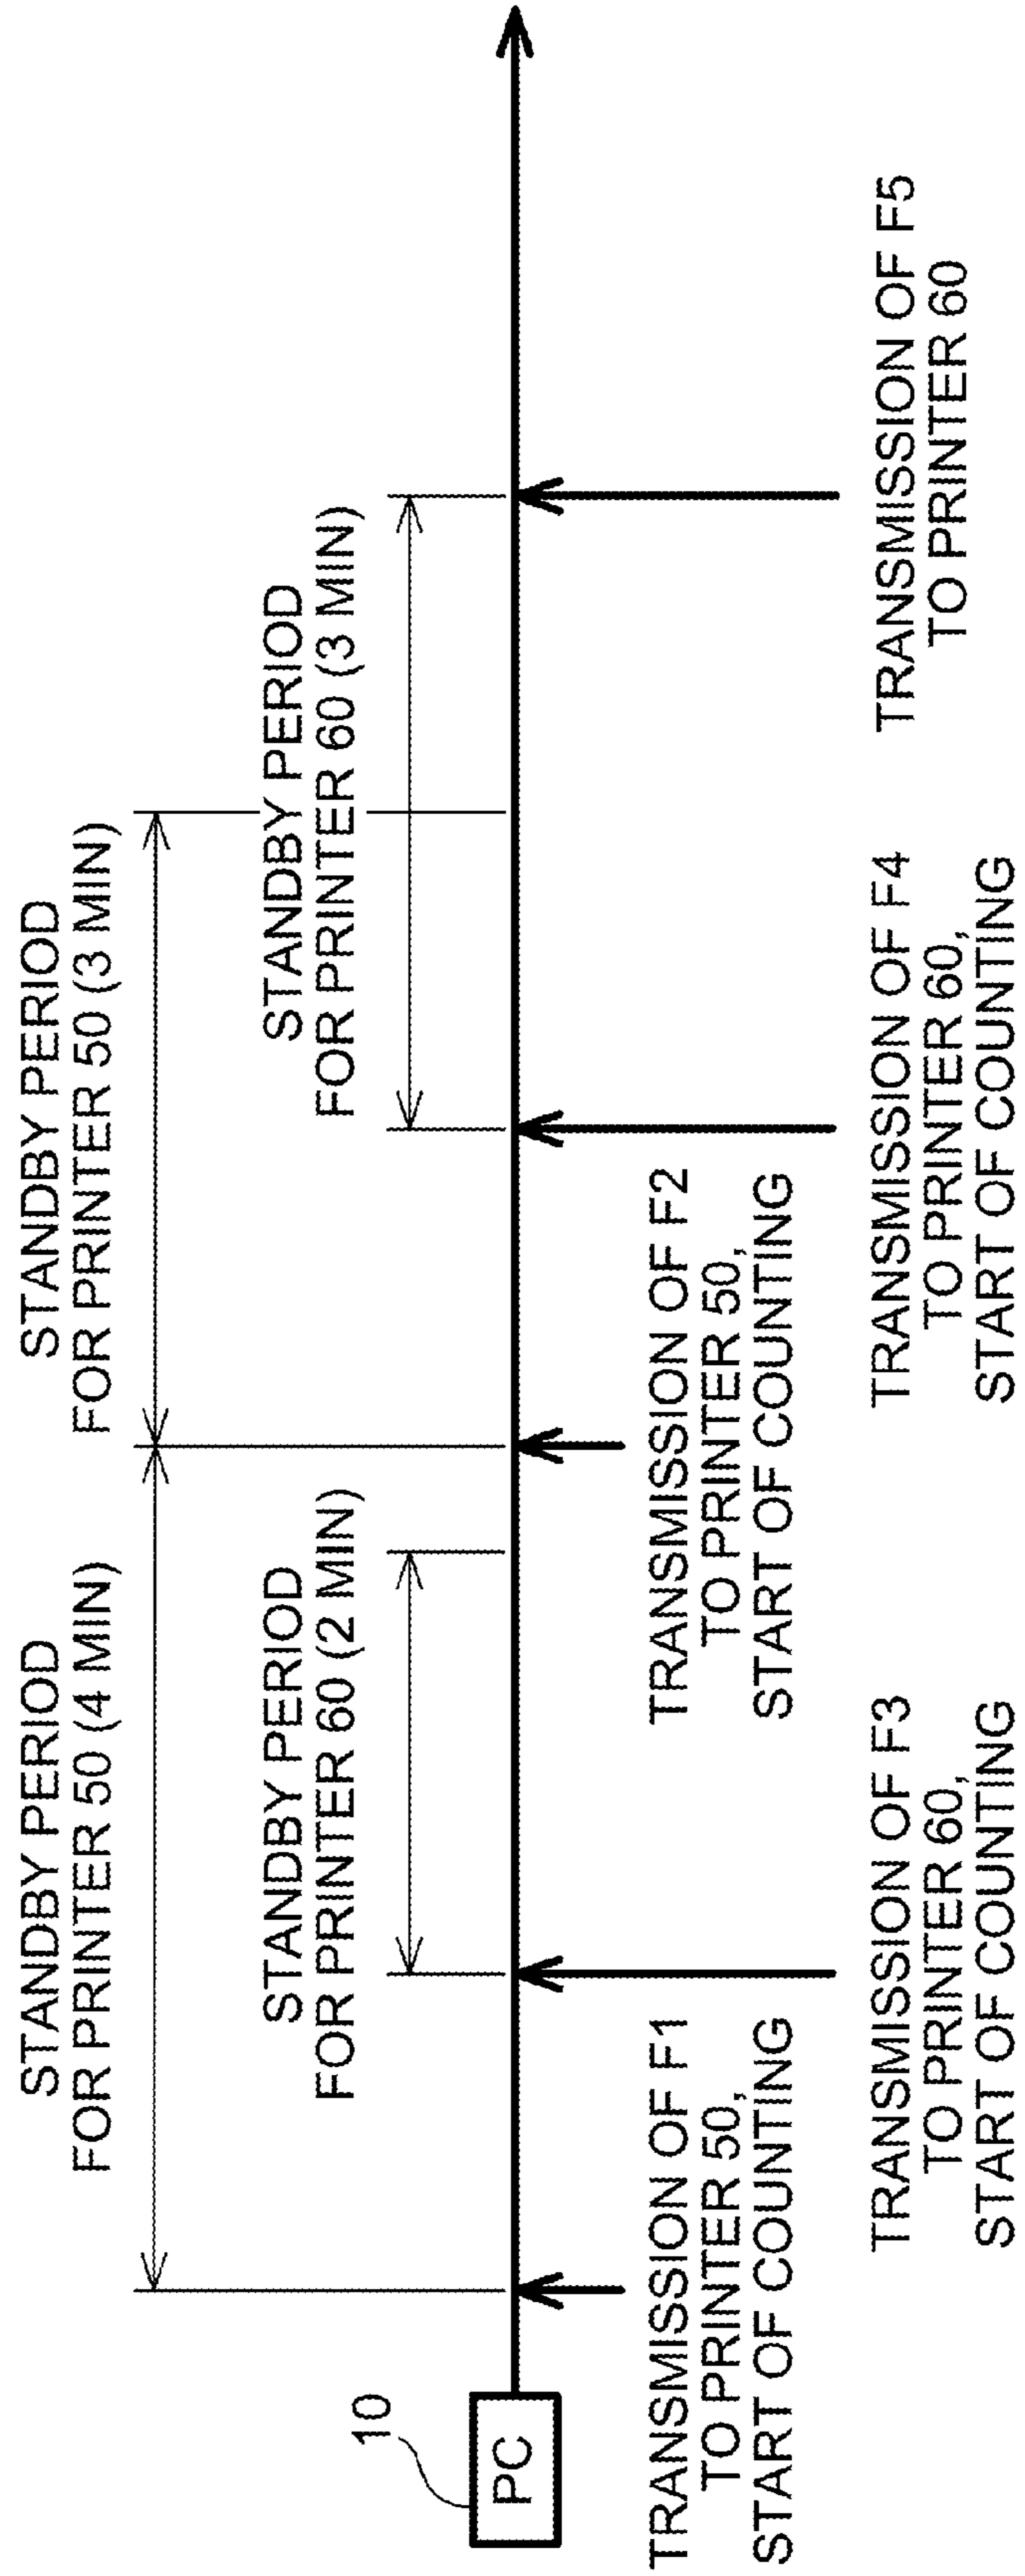 STANDBY PERIOD
FOR PRINTER 50 (4 MIN)
STANDBY PERIOD
FOR PRINTER 50 (3 MIN)
STANDBY PERIOD
FOR PRINTER 60 (2 MIN)
STANDBY PERIOD
FOR PRINTER 60 (3 MIN)
10
PC
TRANSMISSION OF F1
TO PRINTER 50,
START OF COUNTING
TRANSMISSION OF F2
TO PRINTER 50,
START OF COUNTING
TRANSMISSION OF F3
TO PRINTER 60,
START OF COUNTING
TRANSMISSION OF F4
TO PRINTER 60,
START OF COUNTING
TRANSMISSION OF F5
TO PRINTER 60